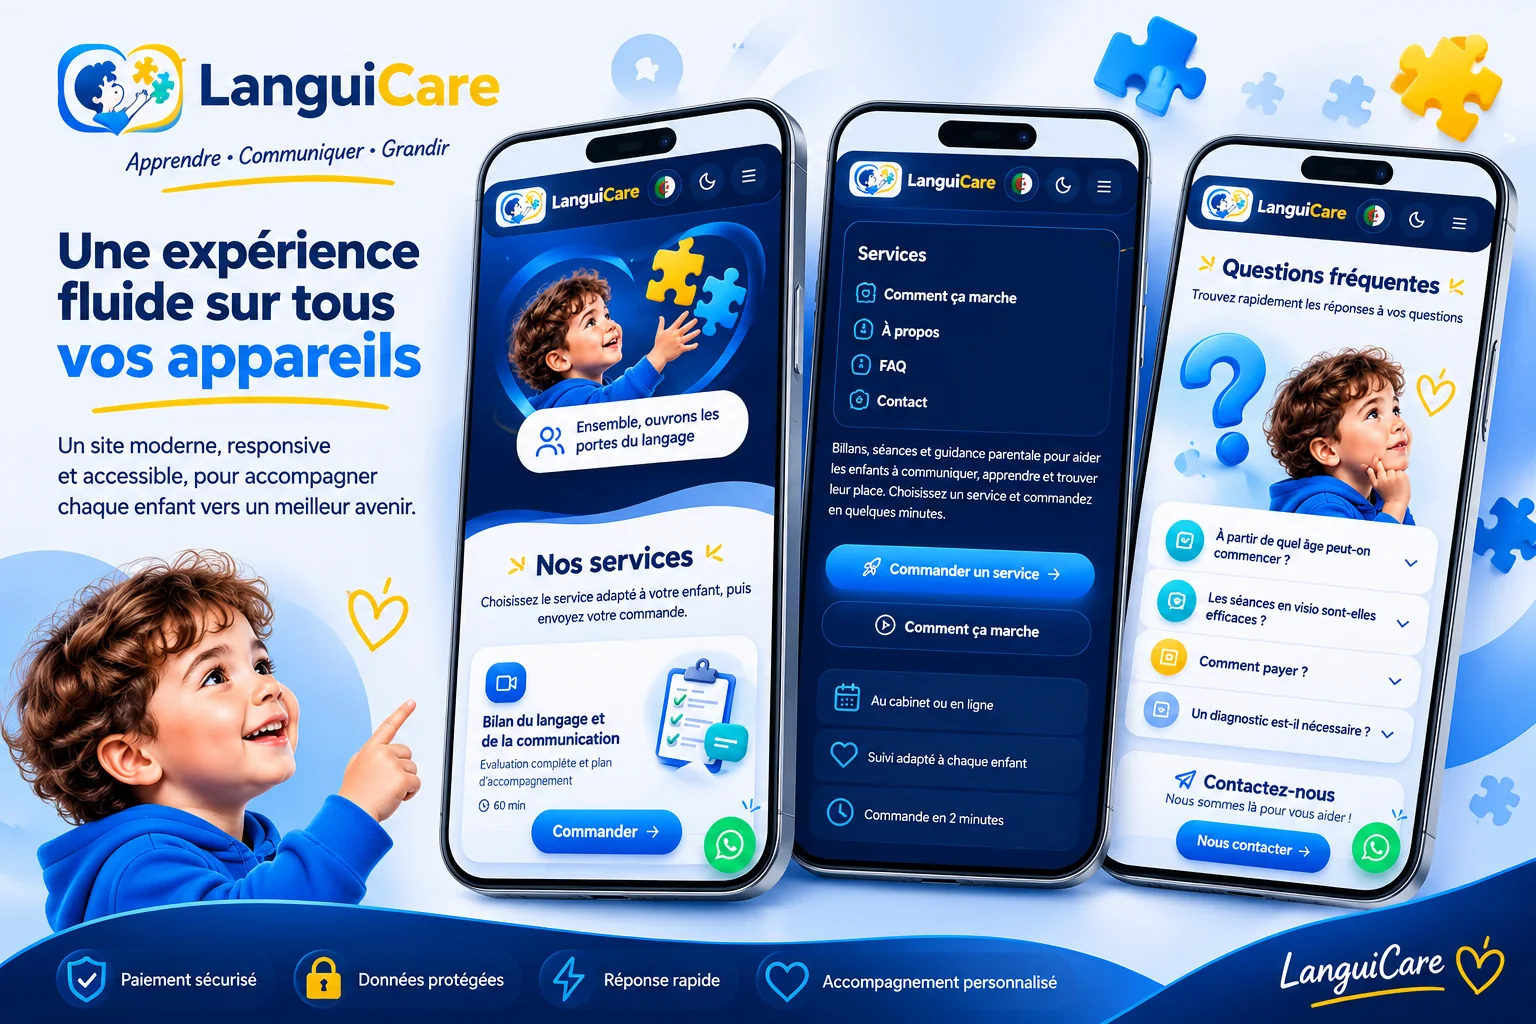 LanguiCare
Apprendre • Communiquer • Grandir
Une expérience
fluide sur tous
vos appareils
Un site moderne, responsive
et accessible, pour accompagner
chaque enfant vers un meilleur avenir.
LanguiCare
Ensemble, ouvrons les
portes du langage
Nos services
Choisissez le service adapté à votre enfant, puis
envoyez votre commande.
Bilan du langage et
de la communication
Evaluation complète et plan
d'accompagnement
60 min
Commander →
LanguiCare
Services
Comment ça marche
À propos
FAQ
Contact
Billans, séances et guidance parentale pour aider
les enfants à communiquer, apprendre et trouver
leur place. Choisissez un service et commandez
en quelques minutes.
Commander un service →
Comment ça marche
Au cabinet ou en ligne
Suivi adapté à chaque enfant
Commande en 2 minutes
LanguiCare
Questions fréquentes
Trouvez rapidement les réponses à vos questions
À partir de quel âge peut-on
commencer ?
Les séances en visio sont-elles
efficaces ?
Comment payer ?
Un diagnostic est-il nécessaire ?
Contactez-nous
Nous sommes là pour vous aider !
Nous contacter →
Paiement sécurisé
Données protégées
Réponse rapide
Accompagnement personnalisé
LanguiCare